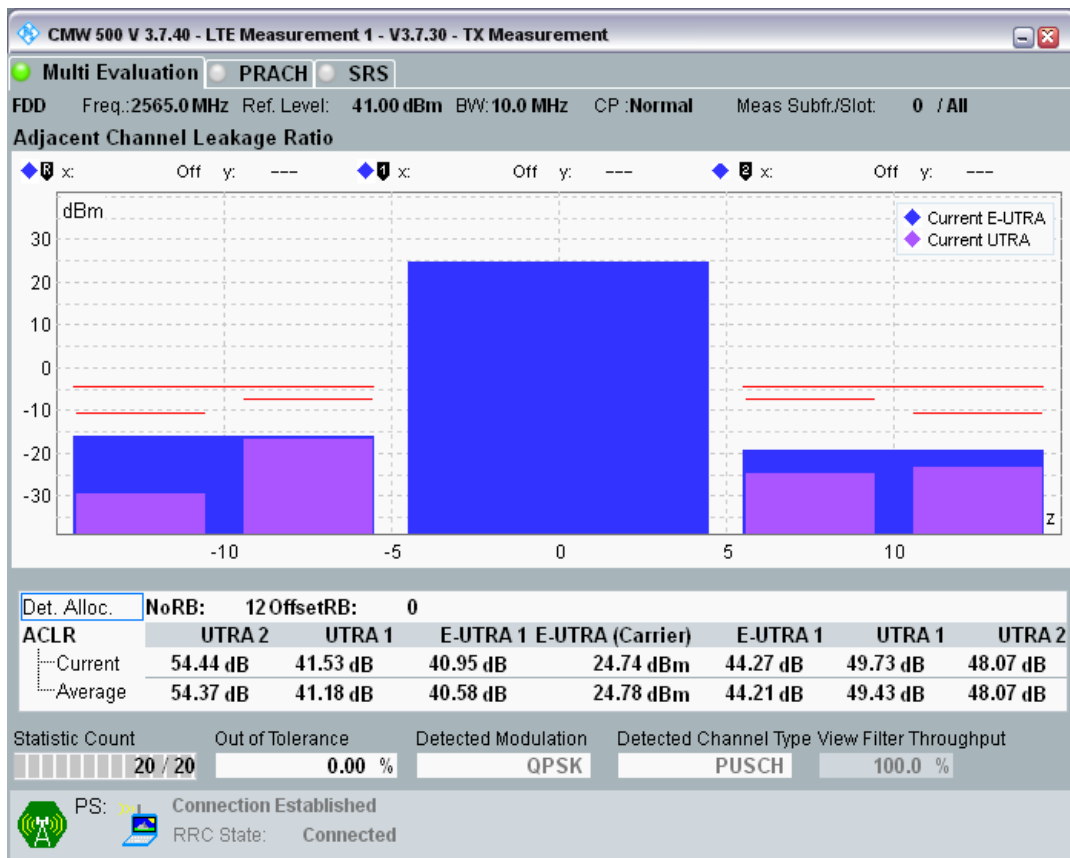 CMW 500 V 3.7.40 - LTE Measurement 1 - V3.7.30 - TX Measurement
Multi Evaluation PRACH SRS
FDD Freq.:2565.0 MHz Ref. Level: 41.00 dBm BW:10.0 MHz CP :Normal Meas Subfr./Slot: 0 / All
Adjacent Channel Leakage Ratio
R x: Off y: --- 1 x: Off y: --- 2 x: Off y: ---
dBm
Current E-UTRA
Current UTRA
30
20
10
0
-10
-20
-30
z
-10 -5 0 5 10
Det. Alloc. NoRB: 12 OffsetRB: 0
ACLR UTRA 2 UTRA 1 E-UTRA 1 E-UTRA (Carrier) E-UTRA 1 UTRA 1 UTRA 2
Current 54.44 dB 41.53 dB 40.95 dB 24.74 dBm 44.27 dB 49.73 dB 48.07 dB
Average 54.37 dB 41.18 dB 40.58 dB 24.78 dBm 44.21 dB 49.43 dB 48.07 dB
Statistic Count Out of Tolerance Detected Modulation Detected Channel Type View Filter Throughput
20 / 20 0.00 % QPSK PUSCH 100.0 %
PS: Connection Established
RRC State: Connected